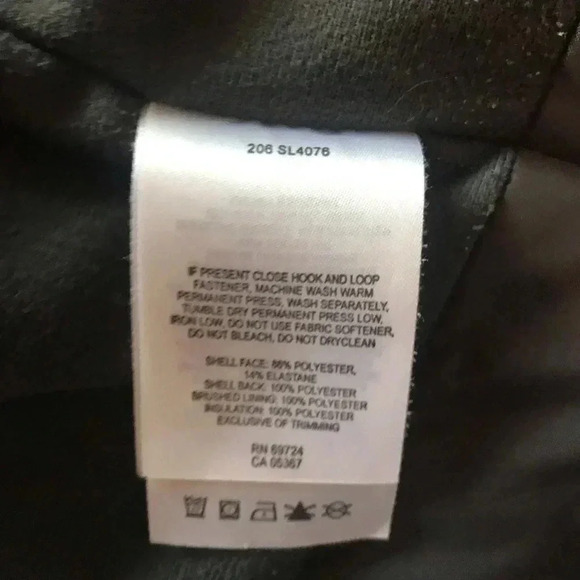 206 SL4076
IF PRESENT CLOSE HOOK AND LOOP
FASTENER, MACHINE WASH WARM
PERMANENT PRESS, WASH SEPARATELY,
TUMBLE DRY PERMANENT PRESS LOW,
IRON LOW, DO NOT USE FABRIC SOFTENER,
DO NOT BLEACH, DO NOT DRYCLEAN
SHELL FACE: 86% POLYESTER,
14% ELASTANE
SHELL BACK: 100% POLYESTER
BRUSHED LINING: 100% POLYESTER
INSULATION: 100% POLYESTER
EXCLUSIVE OF TRIMMING
RN 69724
CA 05367